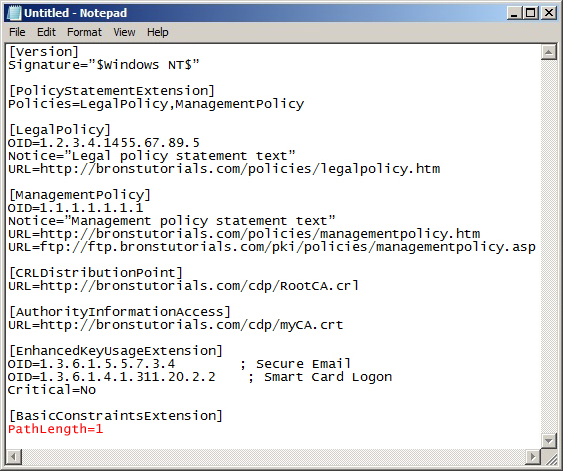 Untitled - Notepad
File Edit Format View Help
[Version]
Signature="$Windows NT$"
[PolicyStatementExtension]
Policies=LegalPolicy,ManagementPolicy
[LegalPolicy]
OID=1.2.3.4.1455.67.89.5
Notice="Legal policy statement text"
URL=http://bronstutorials.com/policies/legalpolicy.htm
[ManagementPolicy]
OID=1.1.1.1.1.1.1
Notice="Management policy statement text"
URL=http://bronstutorials.com/policies/managementpolicy.htm
URL=ftp://ftp.bronstutorials.com/pki/policies/managementpolicy.asp
[CRLDistributionPoint]
URL=http://bronstutorials.com/cdp/RootCA.crl
[AuthorityInformationAccess]
URL=http://bronstutorials.com/cdp/myCA.crt
[EnhancedKeyUsageExtension]
OID=1.3.6.1.5.5.7.3.4 ; Secure Email
OID=1.3.6.1.4.1.311.20.2.2 ; Smart Card Logon
Critical=No
[BasicConstraintsExtension]
PathLength=1